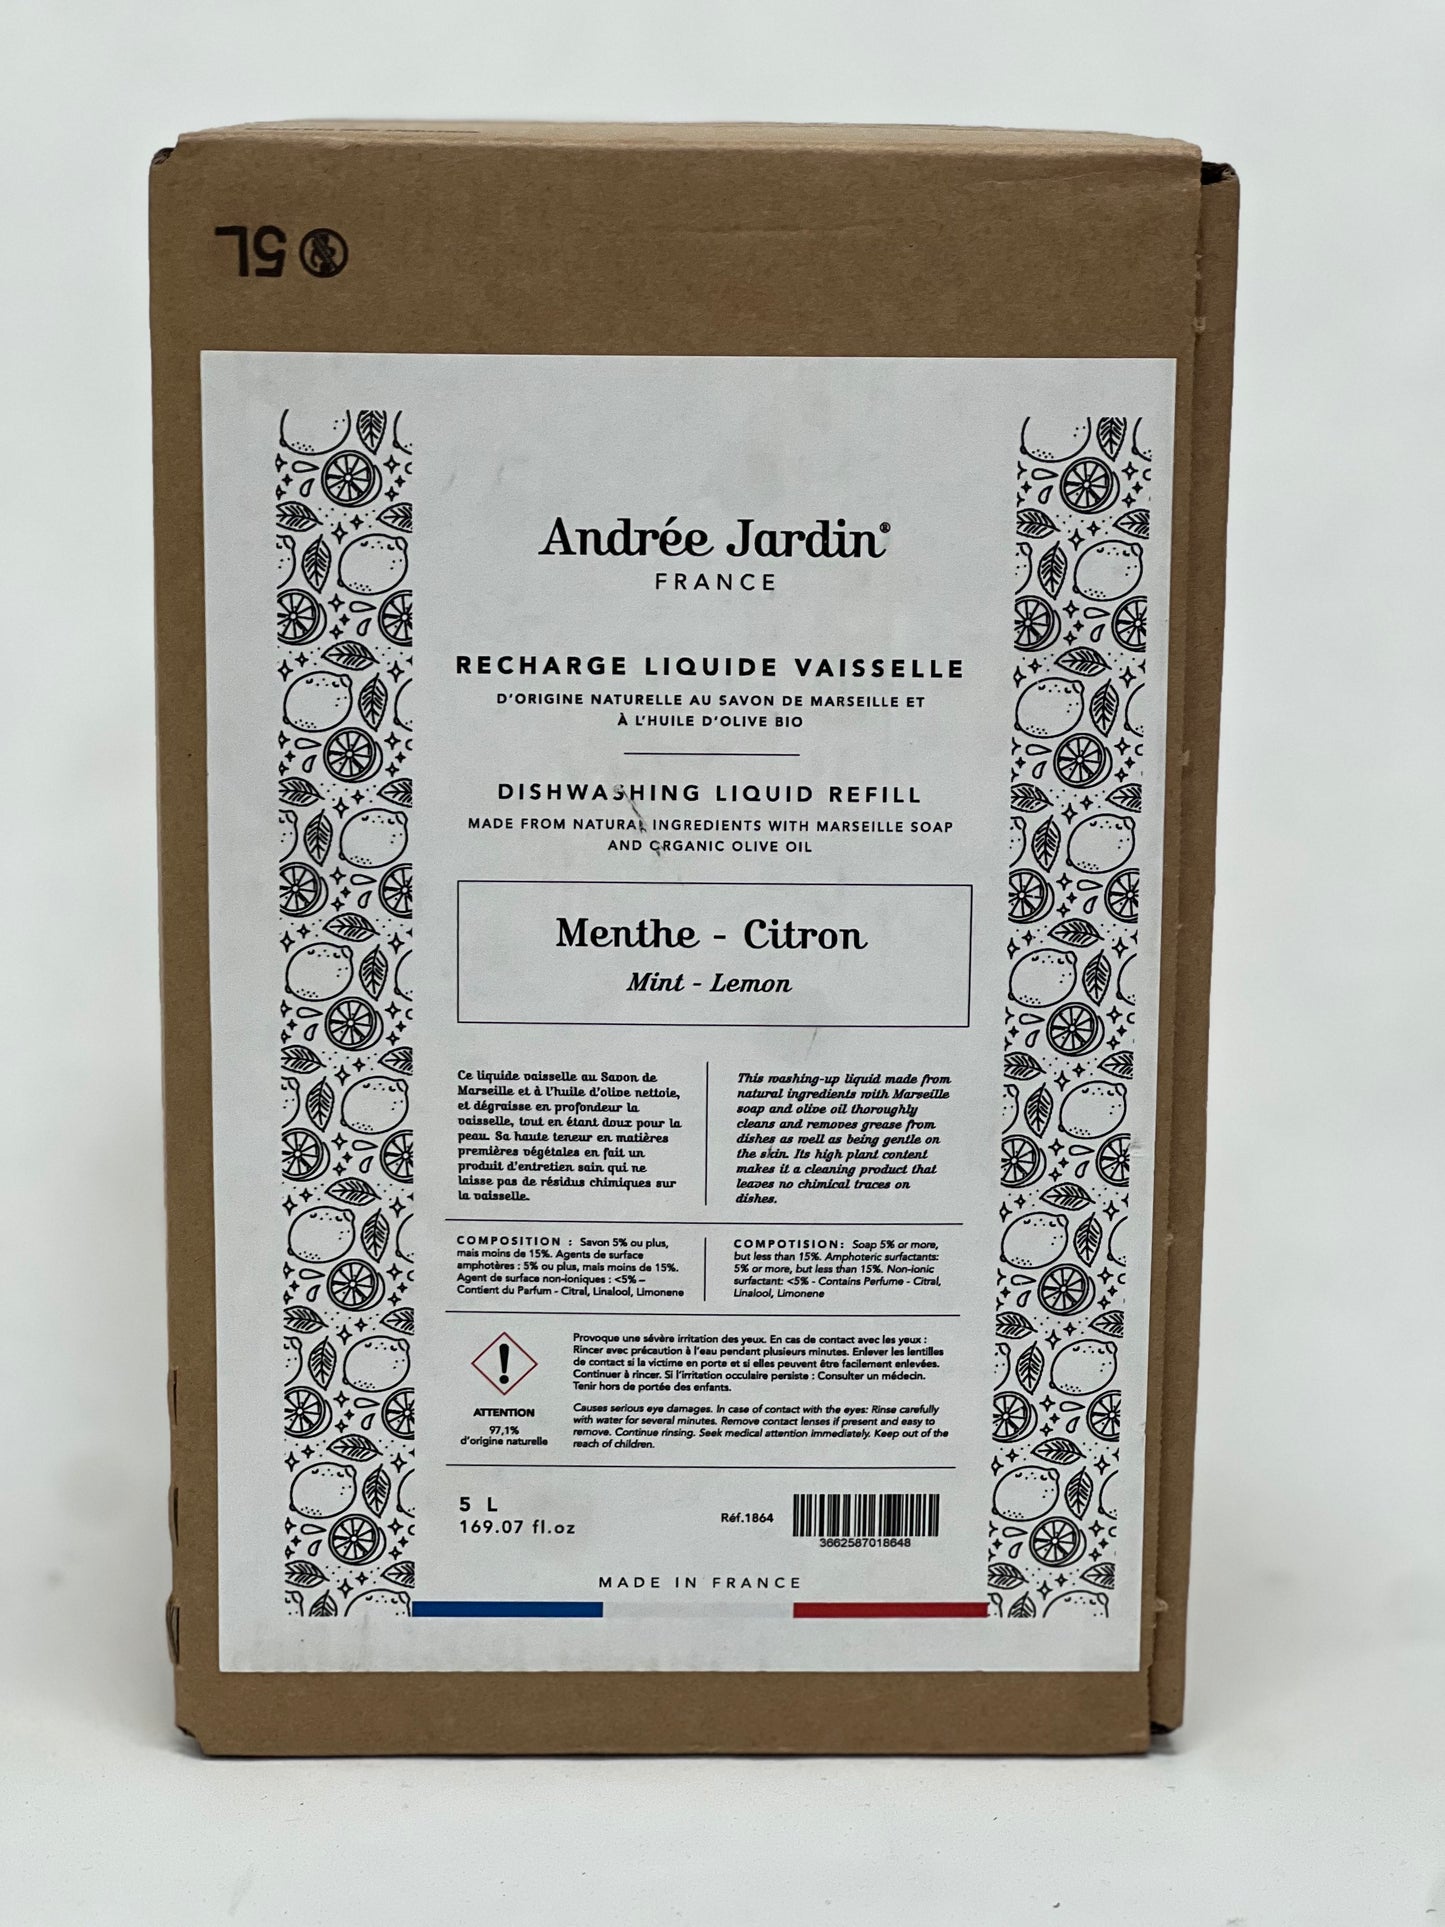 5L
Andrée Jardin®
FRANCE
RECHARGE LIQUIDE VAISSELLE
D'ORIGINE NATURELLE AU SAVON DE MARSEILLE ET
À L'HUILE D'OLIVE BIO
DISHWASHING LIQUID REFILL
MADE FROM NATURAL INGREDIENTS WITH MARSEILLE SOAP
AND ORGANIC OLIVE OIL
Menthe - Citron
Mint - Lemon
Ce liquide vaisselle au Savon de
Marseille et à l'huile d'olive nettoie,
et dégraisse en profondeur la
vaisselle, tout en étant doux pour la
peau. Sa haute teneur en matières
premières végétales en fait un
produit d'entretien sain qui ne
laisse pas de résidus chimiques sur
la vaisselle.
This washing-up liquid made from
natural ingredients with Marseille
soap and olive oil thoroughly
cleans and removes grease from
dishes as well as being gentle on
the skin. Its high plant content
makes it a cleaning product that
leaves no chimical traces on
dishes.
COMPOSITION : Savon 5% ou plus,
mais moins de 15%. Agents de surface
amphotères : 5% ou plus, mais moins de 15%.
Agent de surface non-ioniques : <5% –
Contient du Parfum - Citral, Linalool, Limonene
COMPOTISION: Soap 5% or more,
but less than 15%. Amphoteric surfactants:
5% or more, but less than 15%. Non-ionic
surfactant: <5% - Contains Perfume - Citral,
Linalool, Limonene
Provoque une sévère irritation des yeux. En cas de contact avec les yeux :
Rincer avec précaution à l'eau pendant plusieurs minutes. Enlever les lentilles
de contact si la victime en porte et si elles peuvent être facilement enlevées.
Continuer à rincer. Si l'irritation occulaire persiste : Consulter un médecin.
Tenir hors de portée des enfants.
ATTENTION
97,1%
d'origine naturelle
Causes serious eye damages. In case of contact with the eyes: Rinse carefully
with water for several minutes. Remove contact lenses if present and easy to
remove. Continue rinsing. Seek medical attention immediately. Keep out of the
reach of children.
5 L
169.07 fl.oz
Réf.1864
3662587018648
MADE IN FRANCE